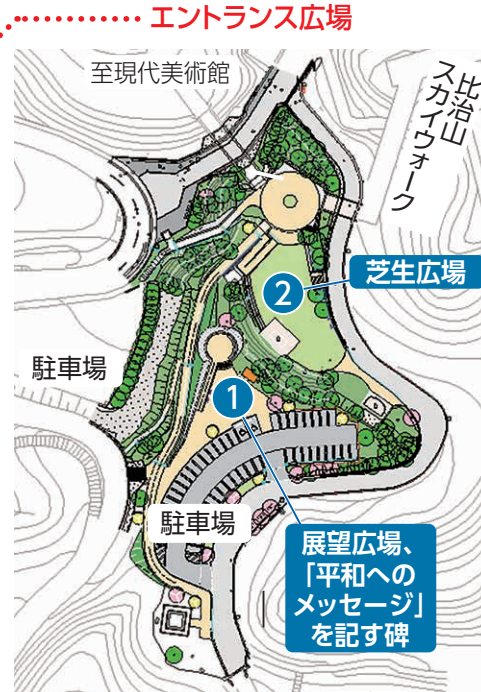 エントランス広場
至現代美術館
比治山
スカイウォーク
2
芝生広場
駐車場
1
駐車場
展望広場、
「平和への
メッセージ」
を記す碑